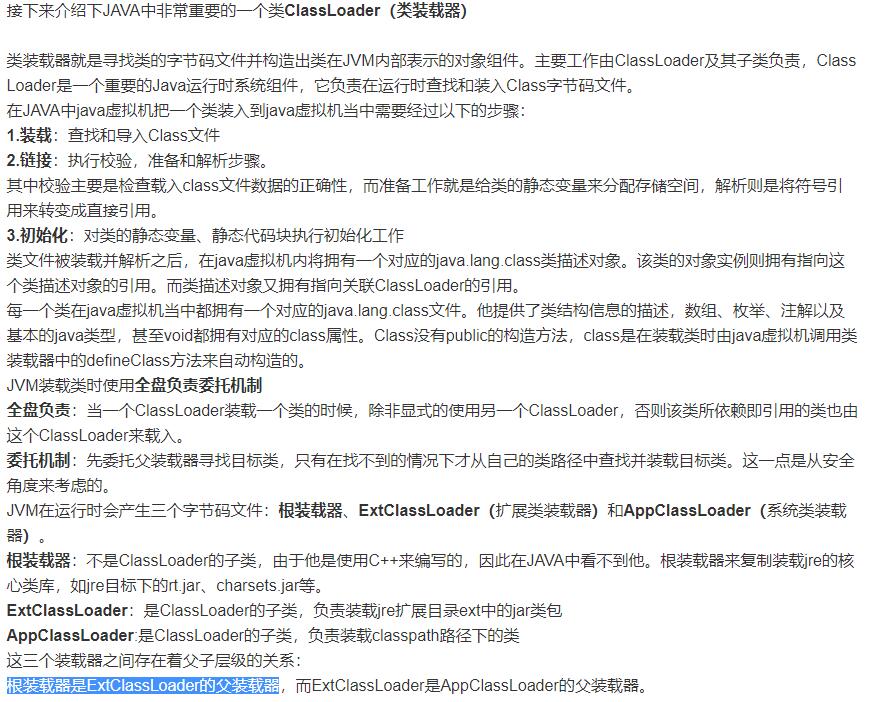 接下来介绍下JAVA中非常重要的一个类ClassLoader（类装载器）
类装载器就是寻找类的字节码文件并构造出类在JVM内部表示的对象组件。主要工作由ClassLoader及其子类负责，Class
Loader是一个重要的Java运行时系统组件，它负责在运行时查找和装入Class字节码文件。
在JAVA中java虚拟机把一个类装入到java虚拟机当中需要经过以下的步骤：
1.装载：查找和导入Class文件
2.链接：执行校验，准备和解析步骤。
其中校验主要是检查载入class文件数据的正确性，而准备工作就是给类的静态变量来分配存储空间，解析则是将符号引
用来转变成直接引用。
3.初始化：对类的静态变量、静态代码块执行初始化工作
类文件被装载并解析之后，在java虚拟机内将拥有一个对应的java.lang.class类描述对象。该类的对象实例则拥有指向这
个类描述对象的引用。而类描述对象又拥有指向关联ClassLoader的引用。
每一个类在java虚拟机当中都拥有一个对应的java.lang.class文件。他提供了类结构信息的描述，数组、枚举、注解以及
基本的java类型，甚至void都拥有对应的class属性。Class没有public的构造方法，class是在装载类时由java虚拟机调用类
装载器中的defineClass方法来自动构造的。
JVM装载类时使用全盘负责委托机制
全盘负责：当一个ClassLoader装载一个类的时候，除非显式的使用另一个ClassLoader，否则该类所依赖即引用的类也由
这个ClassLoader来载入。
委托机制：先委托父装载器寻找目标类，只有在找不到的情况下才从自己的类路径中查找并装载目标类。这一点是从安全
角度来考虑的。
JVM在运行时会产生三个字节码文件：根装载器、ExtClassLoader（扩展类装载器）和AppClassLoader（系统类装载
器）。
根装载器：不是ClassLoader的子类，由于他是使用C++来编写的，因此在JAVA中看不到他。根装载器来复制装载jre的核
心类库，如jre目标下的rt.jar、charsets.jar等。
ExtClassLoader：是ClassLoader的子类，负责装载jre扩展目录ext中的jar类包
AppClassLoader:是ClassLoader的子类，负责装载classpath路径下的类
这三个装载器之间存在着父子层级的关系：
根装载器是ExtClassLoader的父装载器，而ExtClassLoader是AppClassLoader的父装载器。